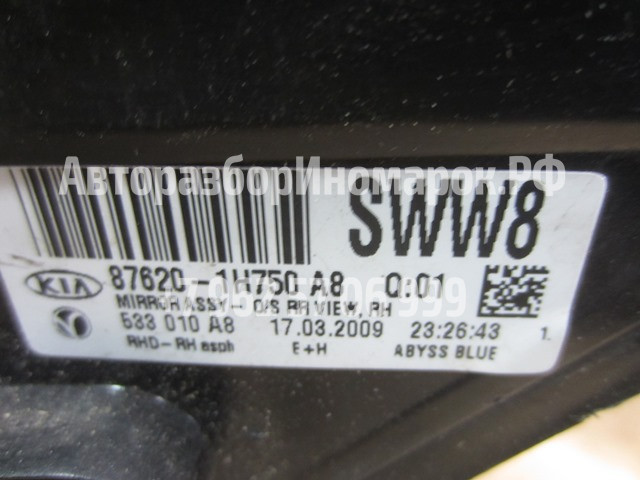 АвторазборИномарок.РФ
SWW8
KIA 87620-1H750 A8 Q:01
MIRROR ASSY- O/S RR VIEW, RH
533 010 A8 17.03.2009 23:26:43 1.
RHD-RH asph E+H ABYSS BLUE